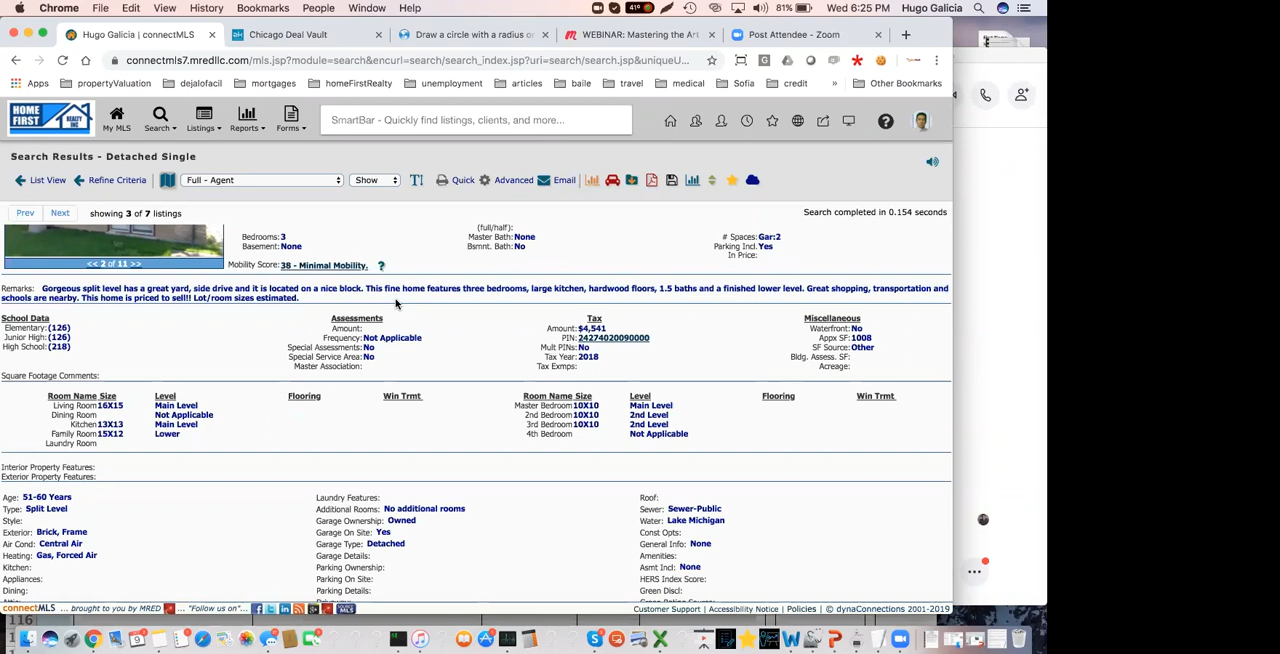 Chrome File Edit View History Bookmarks People Window Help 41° 81% Wed 6:25 PM Hugo Galicia
Hugo Galicia | connectMLS Chicago Deal Vault Draw a circle with a radius o WEBINAR: Mastering the Art Post Attendee - Zoom
connectmls7.mredllc.com/mls.jsp?module=search&encurl=search/search_index.jsp?uri=search/search.jsp&uniqueU...
Apps propertyValuation dejalofacil mortgages homeFirstRealty unemployment articles baile travel medical Sofia credit » Other Bookmarks
HOME FIRST REALTY INC
My MLS Search Listings Reports Forms
SmartBar - Quickly find listings, clients, and more...
Search Results - Detached Single
List View Refine Criteria Full - Agent Show Quick Advanced Email
Prev Next showing 3 of 7 listings Search completed in 0.154 seconds
(full/half):
Bedrooms: 3 Master Bath: None # Spaces: Gar:2
Basement: None Bsmnt. Bath: No Parking Incl. Yes
In Price:
<< 2 of 11 >> Mobility Score: 38 - Minimal Mobility. ?
Remarks: Gorgeous split level has a great yard, side drive and it is located on a nice block. This fine home features three bedrooms, large kitchen, hardwood floors, 1.5 baths and a finished lower level. Great shopping, transportation and
schools are nearby. This home is priced to sell!! Lot/room sizes estimated.
School Data Assessments Tax Miscellaneous
Elementary: (126) Amount: Amount: $4,541 Waterfront: No
Junior High: (126) Frequency: Not Applicable PIN: 24274020090000 Appx SF: 1008
High School: (218) Special Assessments: No Mult PINs: No SF Source: Other
Special Service Area: No Tax Year: 2018 Bldg. Assess. SF:
Master Association: Tax Exmps: Acreage:
Square Footage Comments:
Room Name Size Level Flooring Win Trmt Room Name Size Level Flooring Win Trmt
Living Room 16X15 Main Level Master Bedroom 10X10 Main Level
Dining Room Not Applicable 2nd Bedroom 10X10 2nd Level
Kitchen 13X13 Main Level 3rd Bedroom 10X10 2nd Level
Family Room 15X12 Lower 4th Bedroom Not Applicable
Laundry Room
Interior Property Features:
Exterior Property Features:
Age: 51-60 Years Laundry Features: Roof:
Type: Split Level Additional Rooms: No additional rooms Sewer: Sewer-Public
Style: Garage Ownership: Owned Water: Lake Michigan
Exterior: Brick, Frame Garage On Site: Yes Const Opts:
Air Cond: Central Air Garage Type: Detached General Info: None
Heating: Gas, Forced Air Garage Details: Amenities:
Kitchen: Parking Ownership: Asmt Incl: None
Appliances: Parking On Site: HERS Index Score:
Dining: Parking Details: Green Discl:
connectMLS ... brought to you by MRED ... "Follow us on"... Customer Support | Accessibility Notice | Policies | © dynaConnections 2001-2019
116